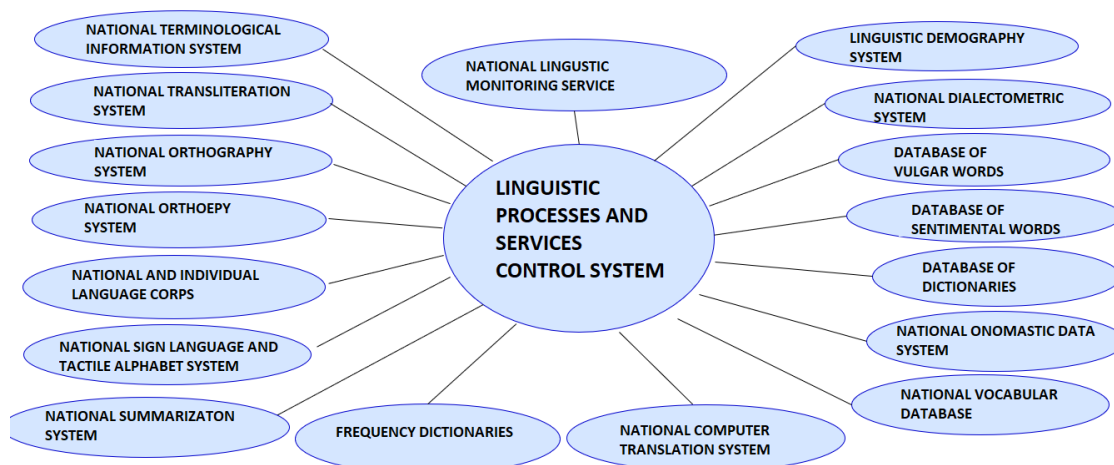 NATIONAL TERMINOLOGICAL
INFORMATION SYSTEM
NATIONAL TRANSLITERATION
SYSTEM
NATIONAL ORTHOGRAPHY
SYSTEM
NATIONAL ORTHOEPY
SYSTEM
NATIONAL AND INDIVIDUAL
LANGUAGE CORPS
NATIONAL SIGN LANGUAGE AND
TACTILE ALPHABET SYSTEM
NATIONAL SUMMARIZATON
SYSTEM
NATIONAL LINGUSTIC
MONITORING SERVICE
LINGUISTIC
PROCESSES AND
SERVICES
CONTROL SYSTEM
FREQUENCY DICTIONARIES
NATIONAL COMPUTER
TRANSLATION SYSTEM
LINGUISTIC DEMOGRAPHY
SYSTEM
NATIONAL DIALECTOMETRIC
SYSTEM
DATABASE OF
VULGAR WORDS
DATABASE OF
SENTIMENTAL WORDS
DATABASE OF
DICTIONARIES
NATIONAL ONOMASTIC DATA
SYSTEM
NATIONAL VOCABULAR
DATABASE